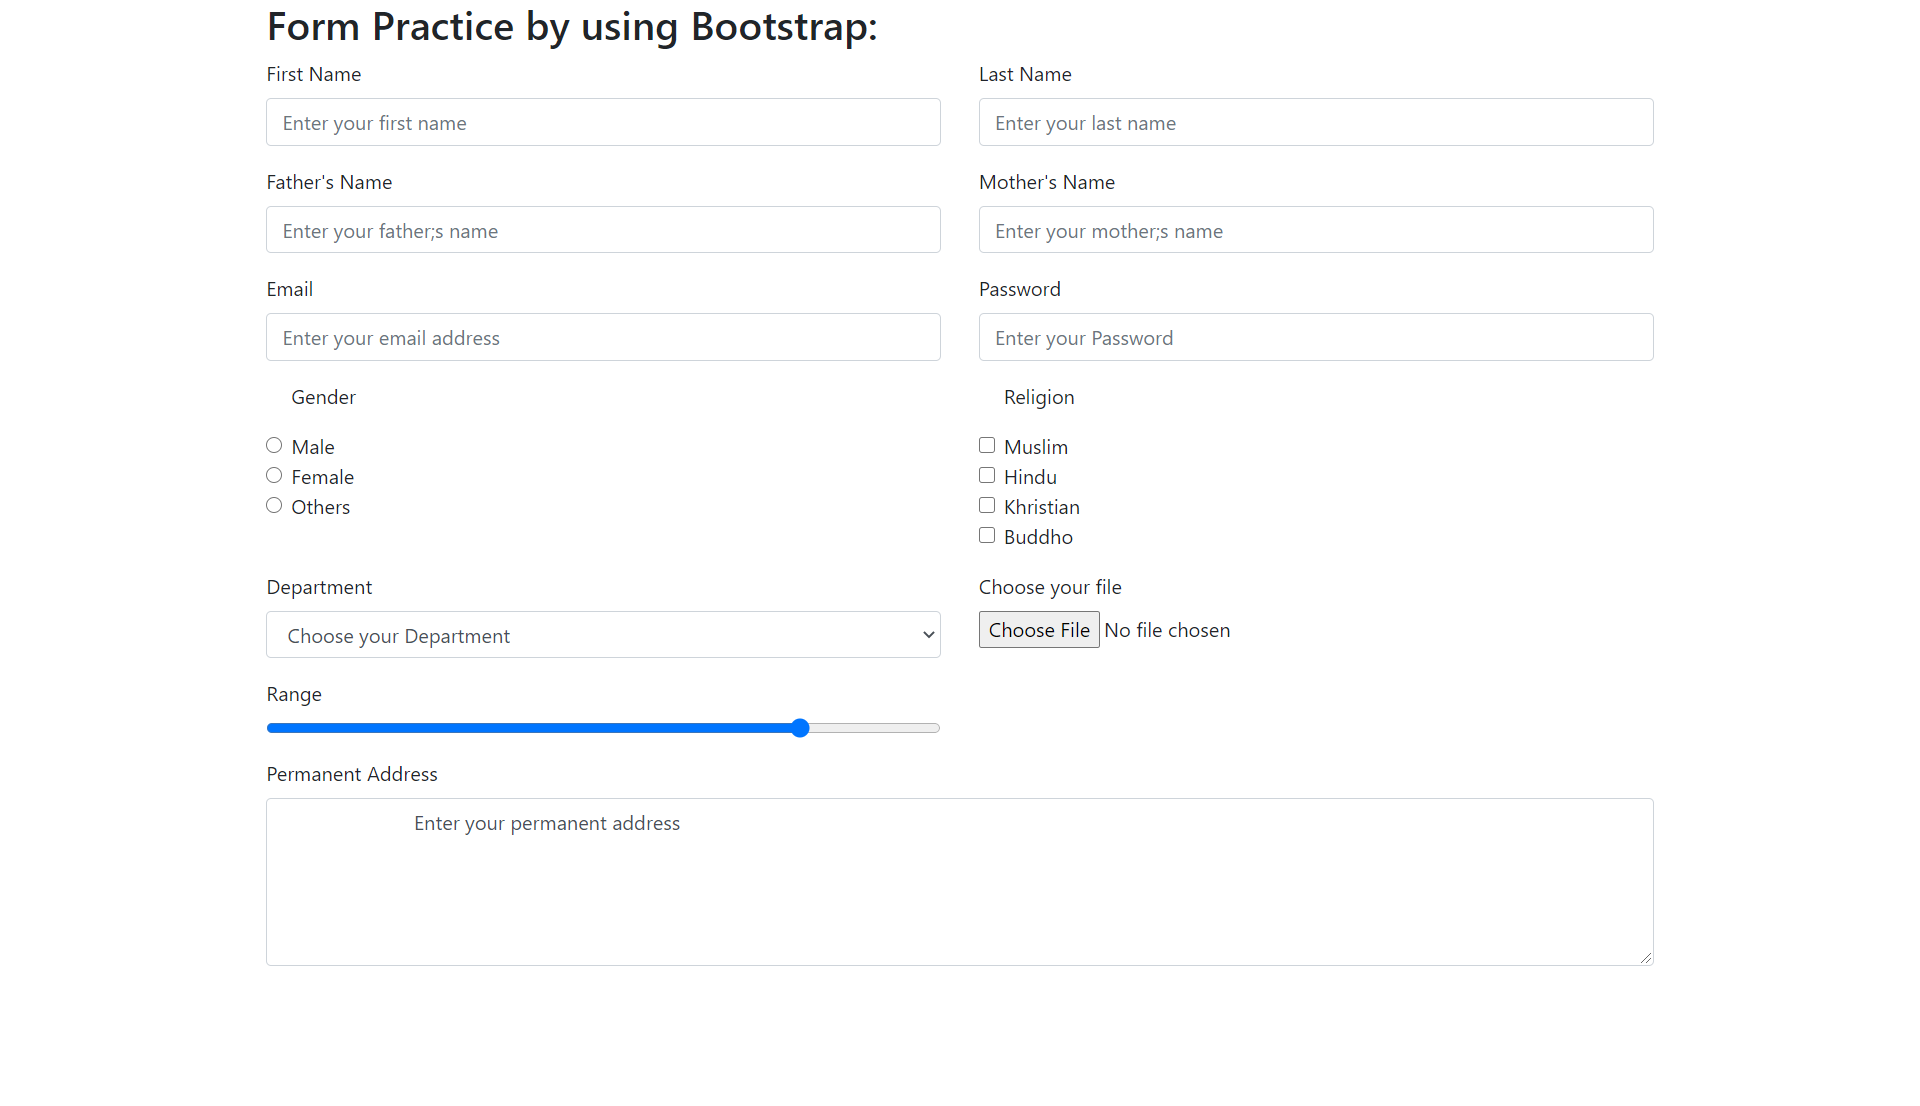 Form Practice by using Bootstrap:
First Name
Last Name
Enter your first name
Enter your last name
Father's Name
Mother's Name
Enter your father;s name
Enter your mother;s name
Email
Password
Enter your email address
Enter your Password
Gender
Religion
Male
Female
Others
Muslim
Hindu
Khristian
Buddho
Department
Choose your file
Choose your Department
Choose File No file chosen
Range
Permanent Address
Enter your permanent address